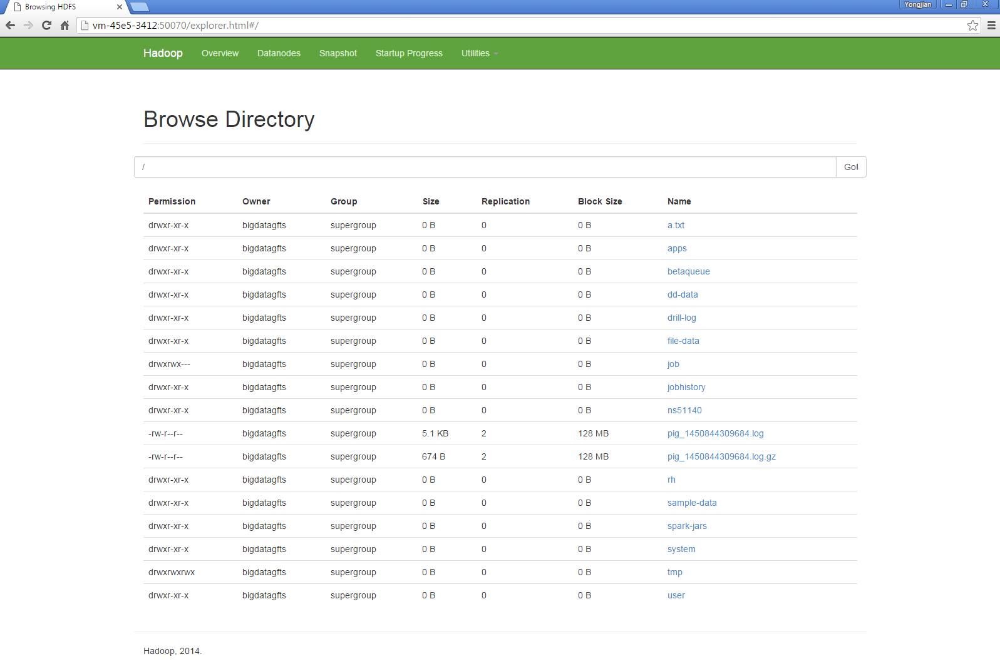 Browsing HDFS
Yongjian
vm-45e5-3412:50070/explorer.html#/
Hadoop Overview Datanodes Snapshot Startup Progress Utilities
Browse Directory
/ Go!
Permission Owner Group Size Replication Block Size Name
drwxr-xr-x bigdatagfts supergroup 0 B 0 0 B a.txt
drwxr-xr-x bigdatagfts supergroup 0 B 0 0 B apps
drwxr-xr-x bigdatagfts supergroup 0 B 0 0 B betaqueue
drwxr-xr-x bigdatagfts supergroup 0 B 0 0 B dd-data
drwxr-xr-x bigdatagfts supergroup 0 B 0 0 B drill-log
drwxr-xr-x bigdatagfts supergroup 0 B 0 0 B file-data
drwxrwx--- bigdatagfts supergroup 0 B 0 0 B job
drwxr-xr-x bigdatagfts supergroup 0 B 0 0 B jobhistory
drwxr-xr-x bigdatagfts supergroup 0 B 0 0 B ns51140
-rw-r--r-- bigdatagfts supergroup 5.1 KB 2 128 MB pig_1450844309684.log
-rw-r--r-- bigdatagfts supergroup 674 B 2 128 MB pig_1450844309684.log.gz
drwxr-xr-x bigdatagfts supergroup 0 B 0 0 B rh
drwxr-xr-x bigdatagfts supergroup 0 B 0 0 B sample-data
drwxr-xr-x bigdatagfts supergroup 0 B 0 0 B spark-jars
drwxr-xr-x bigdatagfts supergroup 0 B 0 0 B system
drwxrwxrwx bigdatagfts supergroup 0 B 0 0 B tmp
drwxr-xr-x bigdatagfts supergroup 0 B 0 0 B user
Hadoop, 2014.